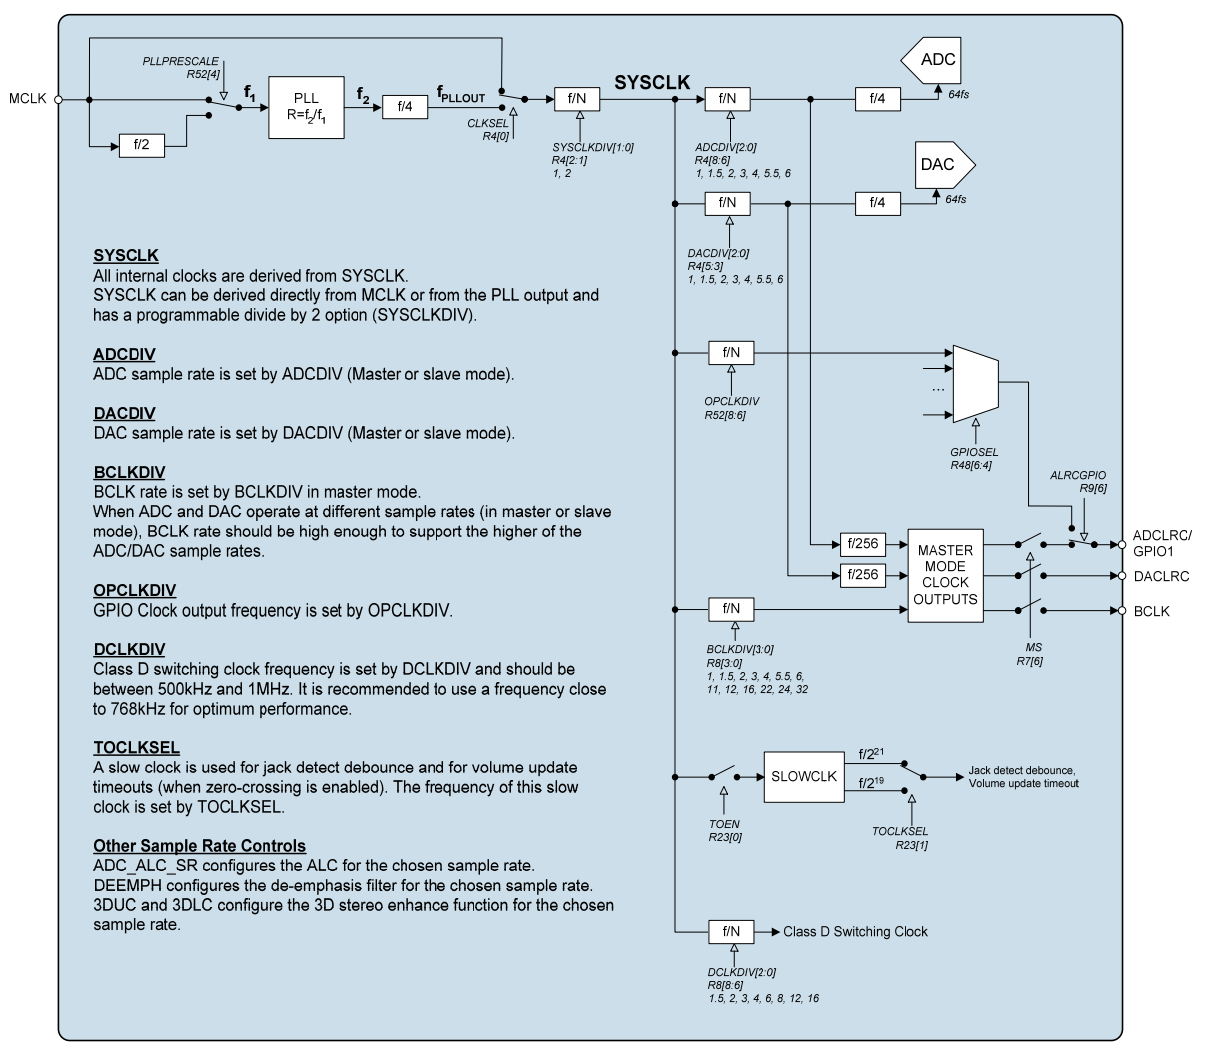 MCLK
PLLPRESCALE
R52[4]
f1
PLL
R=f2/f1
f2
f/4
fPLLOUT
f/2
CLKSEL
R4[0]
f/N
SYSCLKDIV[1:0]
R4[2:1]
1, 2
SYSCLK
f/N
ADCDIV[2:0]
R4[8:6]
1, 1.5, 2, 3, 4, 5.5, 6
f/4
ADC
64fs
f/N
DACDIV[2:0]
R4[5:3]
1, 1.5, 2, 3, 4, 5.5, 6
f/4
DAC
64fs
SYSCLK
All internal clocks are derived from SYSCLK.
SYSCLK can be derived directly from MCLK or from the PLL output and
has a programmable divide by 2 option (SYSCLKDIV).
ADCDIV
ADC sample rate is set by ADCDIV (Master or slave mode).
DACDIV
DAC sample rate is set by DACDIV (Master or slave mode).
BCLKDIV
BCLK rate is set by BCLKDIV in master mode.
When ADC and DAC operate at different sample rates (in master or slave
mode), BCLK rate should be high enough to support the higher of the
ADC/DAC sample rates.
OPCLKDIV
GPIO Clock output frequency is set by OPCLKDIV.
DCLKDIV
Class D switching clock frequency is set by DCLKDIV and should be
between 500kHz and 1MHz. It is recommended to use a frequency close
to 768kHz for optimum performance.
TOCLKSEL
A slow clock is used for jack detect debounce and for volume update
timeouts (when zero-crossing is enabled). The frequency of this slow
clock is set by TOCLKSEL.
Other Sample Rate Controls
ADC_ALC_SR configures the ALC for the chosen sample rate.
DEEMPH configures the de-emphasis filter for the chosen sample rate.
3DUC and 3DLC configure the 3D stereo enhance function for the chosen
sample rate.
f/N
OPCLKDIV
R52[8:6]
...
GPIOSEL
R48[6:4]
ALRCGPIO
R9[6]
f/256
f/256
MASTER
MODE
CLOCK
OUTPUTS
ADCLRC/
GPIO1
DACLRC
BCLK
MS
R7[6]
f/N
BCLKDIV[3:0]
R8[3:0]
1, 1.5, 2, 3, 4, 5.5, 6,
11, 12, 16, 22, 24, 32
TOEN
R23[0]
SLOWCLK
f/2^21
f/2^19
TOCLKSEL
R23[1]
Jack detect debounce,
Volume update timeout
f/N
Class D Switching Clock
DCLKDIV[2:0]
R8[8:6]
1.5, 2, 3, 4, 6, 8, 12, 16